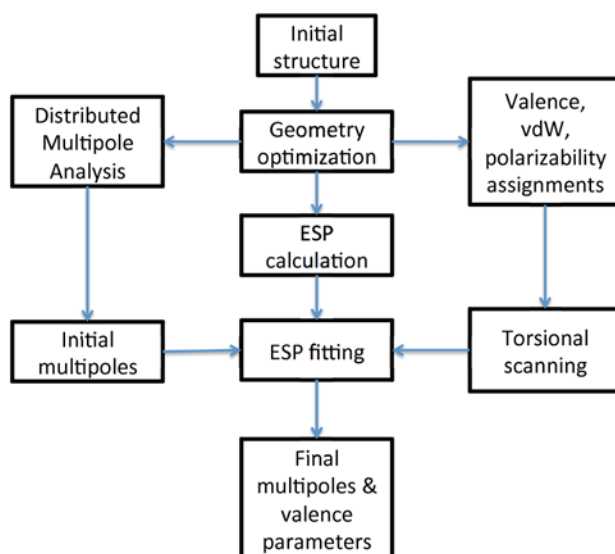 Initial
structure
Distributed
Multipole
Analysis
Geometry
optimization
Valence,
vdW,
polarizability
assignments
ESP
calculation
Initial
multipoles
ESP fitting
Torsional
scanning
Final
multipoles &
valence
parameters